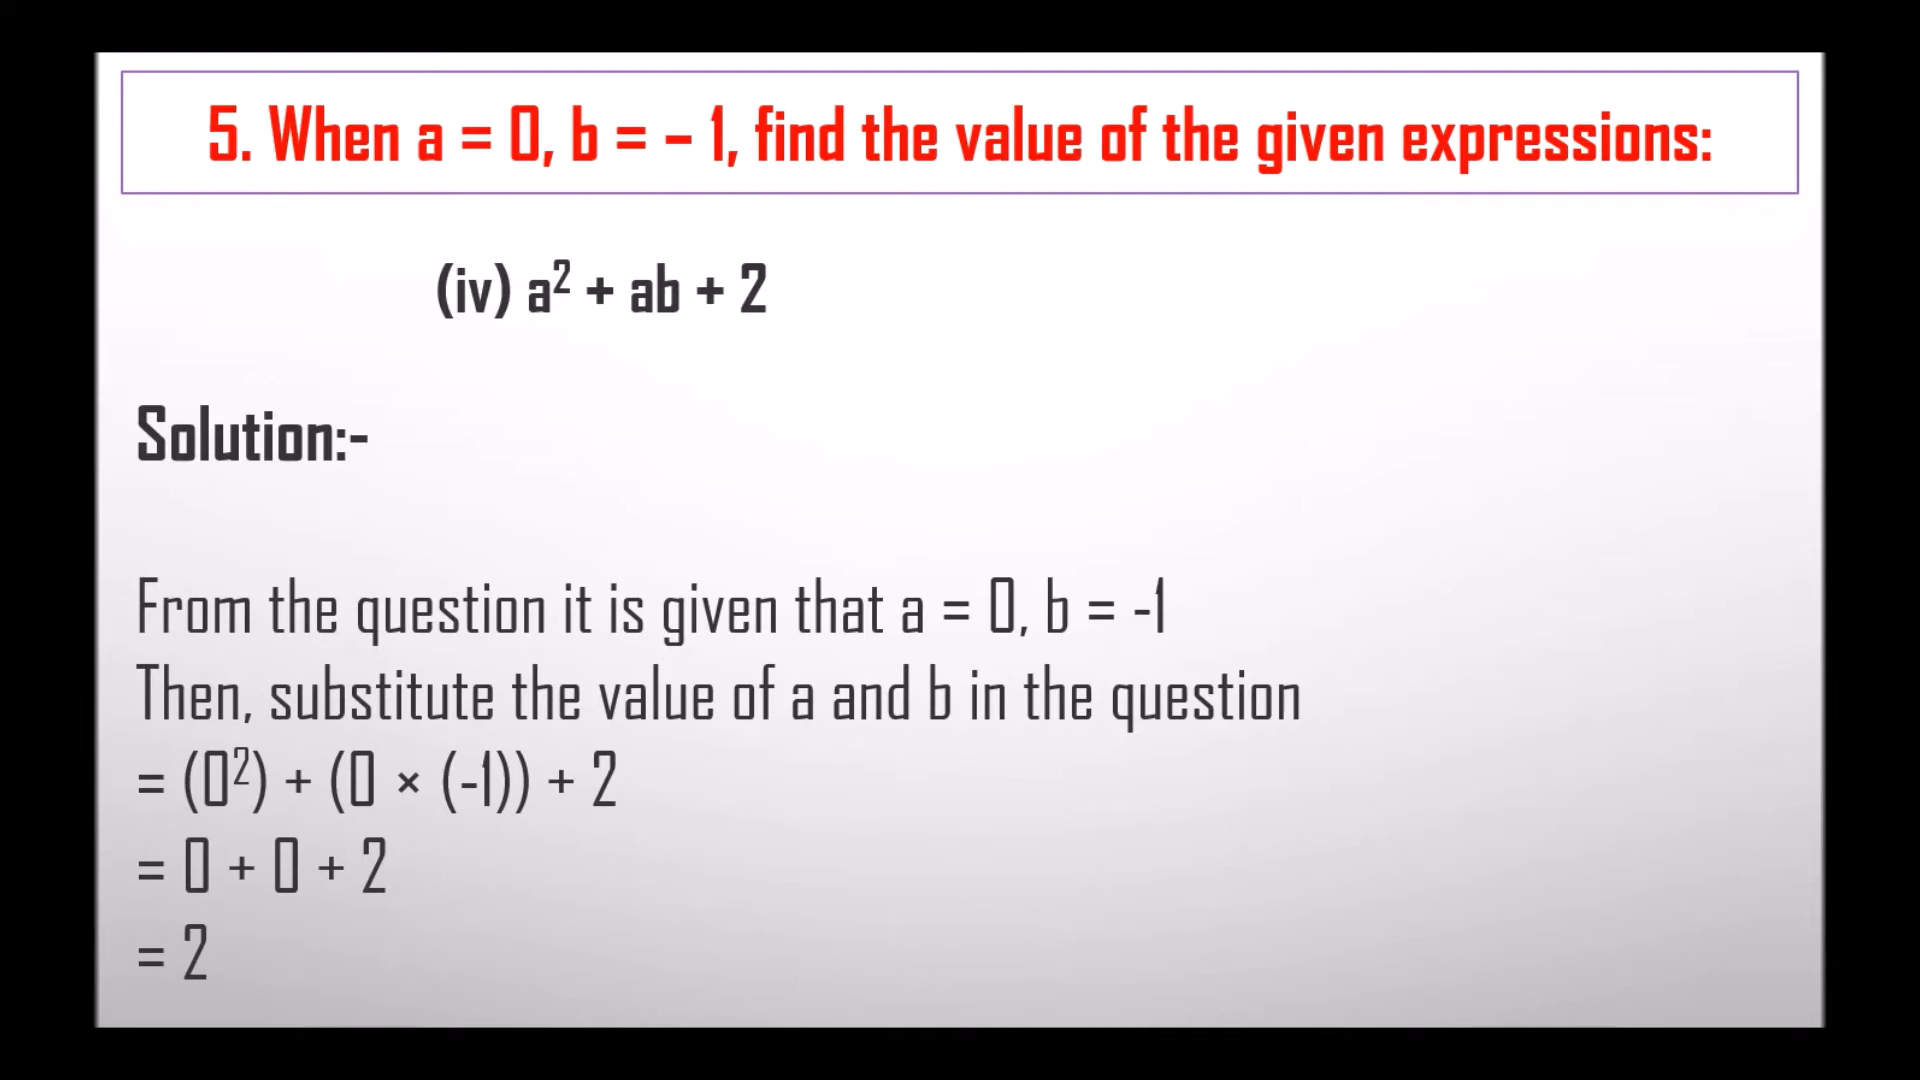 5. When a = 0, b = – 1, find the value of the given expressions:
(iv) a² + ab + 2
Solution:-
From the question it is given that a = 0, b = -1
Then, substitute the value of a and b in the question
= (0²) + (0 × (-1)) + 2
= 0 + 0 + 2
= 2